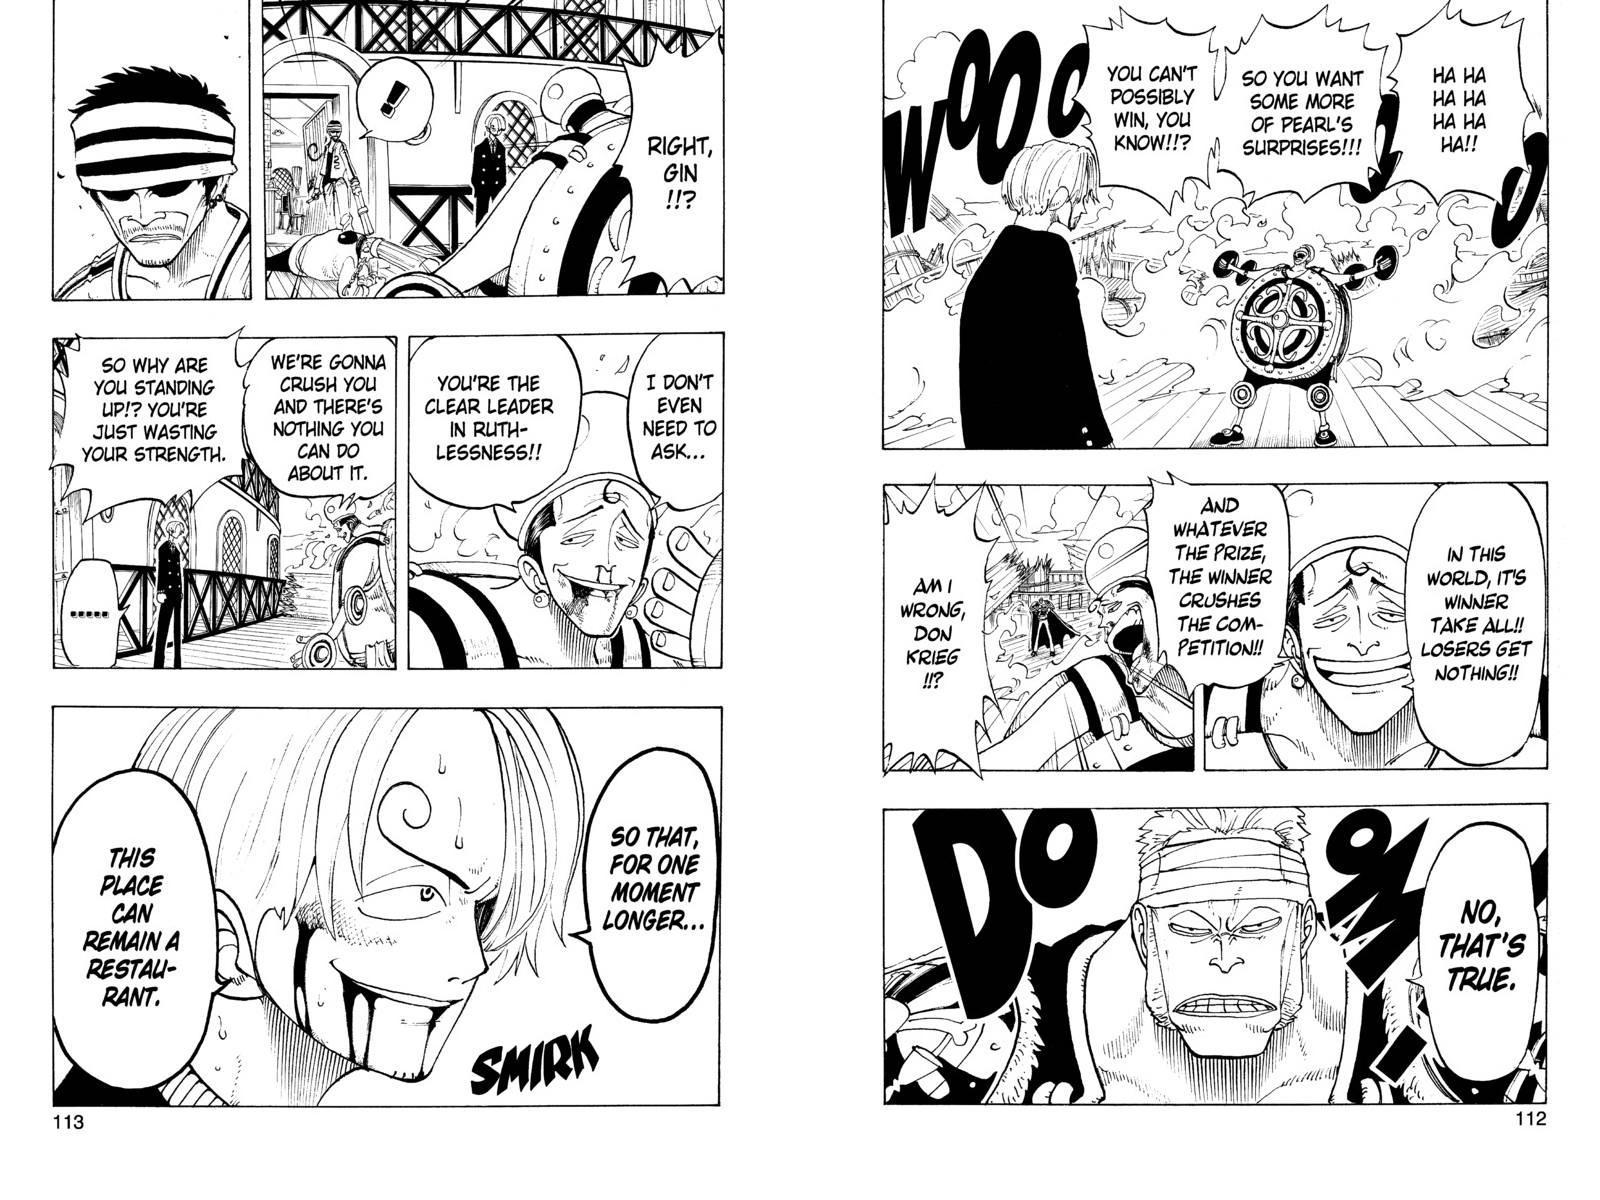 HA HA
HA HA
HA HA
HA!!
SO YOU WANT
SOME MORE
OF PEARL'S
SURPRISES!!!
YOU CAN'T
POSSIBLY
WIN, YOU
KNOW!!?
WOOO
IN THIS
WORLD, IT'S
WINNER
TAKE ALL!!
LOSERS GET
NOTHING!!
AND
WHATEVER
THE PRIZE,
THE WINNER
CRUSHES
THE COM-
PETITION!!
AM I
WRONG,
DON
KRIEG
!!?
NO,
THAT'S
TRUE.
DOOM!
112
RIGHT,
GIN
!!?
!
I DON'T
EVEN
NEED TO
ASK...
YOU'RE THE
CLEAR LEADER
IN RUTH-
LESSNESS!!
WE'RE GONNA
CRUSH YOU
AND THERE'S
NOTHING YOU
CAN DO
ABOUT IT.
SO WHY ARE
YOU STANDING
UP!? YOU'RE
JUST WASTING
YOUR STRENGTH.
.....
SO THAT,
FOR ONE
MOMENT
LONGER...
THIS
PLACE
CAN
REMAIN A
RESTAU-
RANT.
SMIRK
113